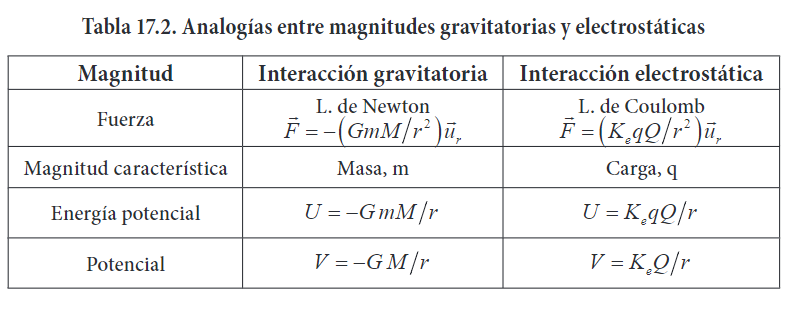 Tabla 17.2. Analogías entre magnitudes gravitatorias y electrostáticas
Magnitud Interacción gravitatoria Interacción electrostática
Fuerza
L. de Newton
F⃗ = −(GmM/r²)u⃗ᵣ
L. de Coulomb
F⃗ = (KₑqQ/r²)u⃗ᵣ
Magnitud característica Masa, m Carga, q
Energía potencial U = −GmM/r U = KₑqQ/r
Potencial V = −GM/r V = KₑQ/r